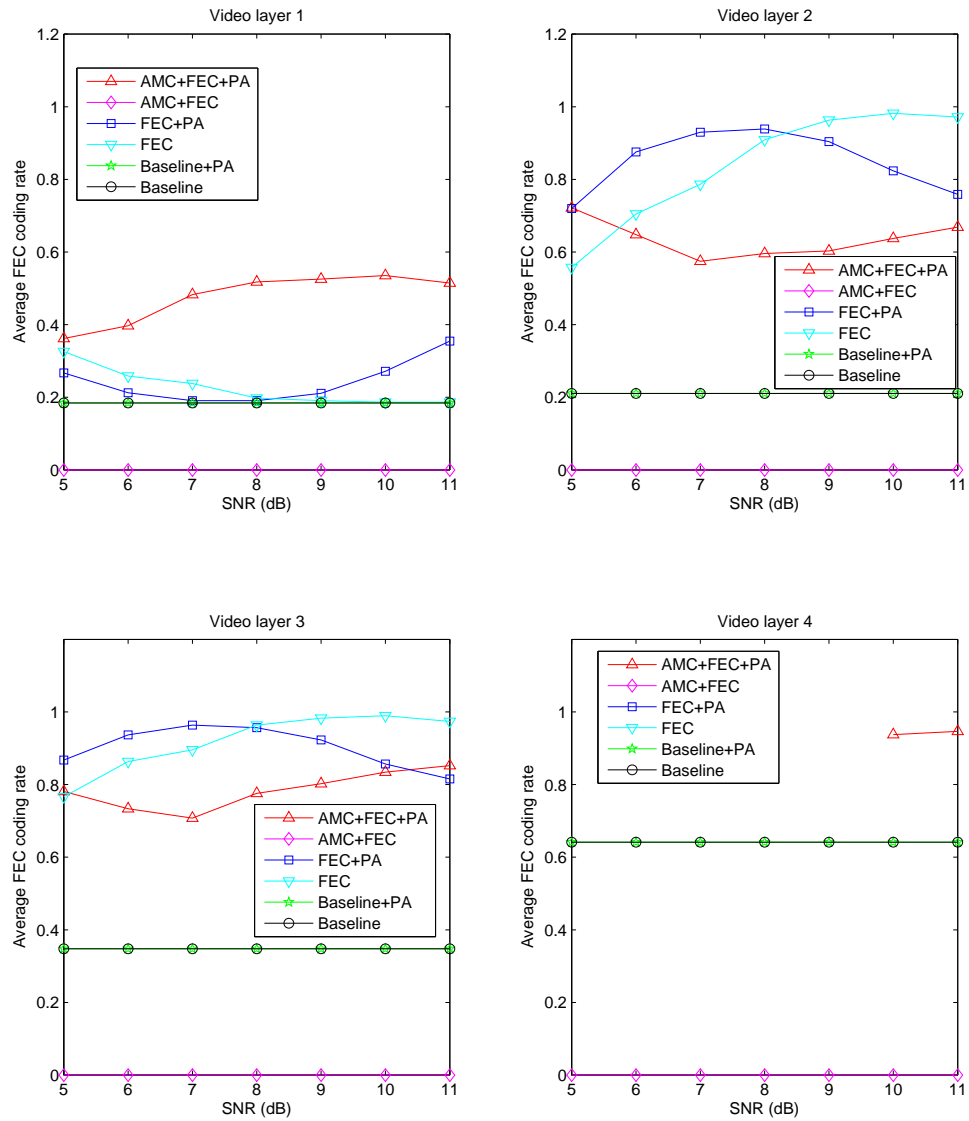 Video layer 1
1.2
1
0.8
0.6
0.4
0.2
0
Average FEC coding rate
AMC+FEC+PA
AMC+FEC
FEC+PA
FEC
Baseline+PA
Baseline
5 6 7 8 9 10 11
SNR (dB)
Video layer 2
1.2
1
0.8
0.6
0.4
0.2
0
Average FEC coding rate
AMC+FEC+PA
AMC+FEC
FEC+PA
FEC
Baseline+PA
Baseline
5 6 7 8 9 10 11
SNR (dB)
Video layer 3
1
0.8
0.6
0.4
0.2
0
Average FEC coding rate
AMC+FEC+PA
AMC+FEC
FEC+PA
FEC
Baseline+PA
Baseline
5 6 7 8 9 10 11
SNR (dB)
Video layer 4
1
0.8
0.6
0.4
0.2
0
Average FEC coding rate
AMC+FEC+PA
AMC+FEC
FEC+PA
FEC
Baseline+PA
Baseline
5 6 7 8 9 10 11
SNR (dB)